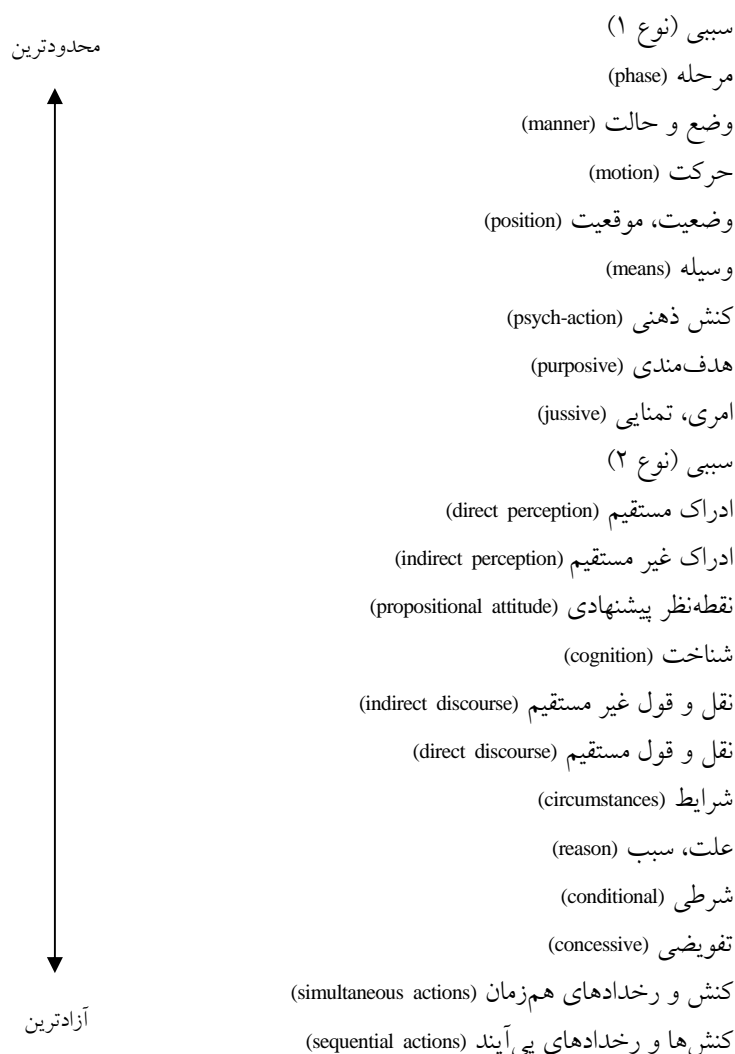 سببی (نوع ۱)
محدودترین
مرحله (phase)
وضع و حالت (manner)
حرکت (motion)
وضعیت، موقعیت (position)
وسیله (means)
کنش ذهنی (psych-action)
هدف‌مندی (purposive)
امری، تمنایی (jussive)
سببی (نوع ۲)
ادراک مستقیم (direct perception)
ادراک غیر مستقیم (indirect perception)
نقطه‌نظر پیشنهادی (propositional attitude)
شناخت (cognition)
نقل و قول غیر مستقیم (indirect discourse)
نقل و قول مستقیم (direct discourse)
شرایط (circumstances)
علت، سبب (reason)
شرطی (conditional)
تفویضی (concessive)
کنش و رخدادهای هم‌زمان (simultaneous actions)
آزادترین
کنش‌ها و رخدادهای پی‌آیند (sequential actions)